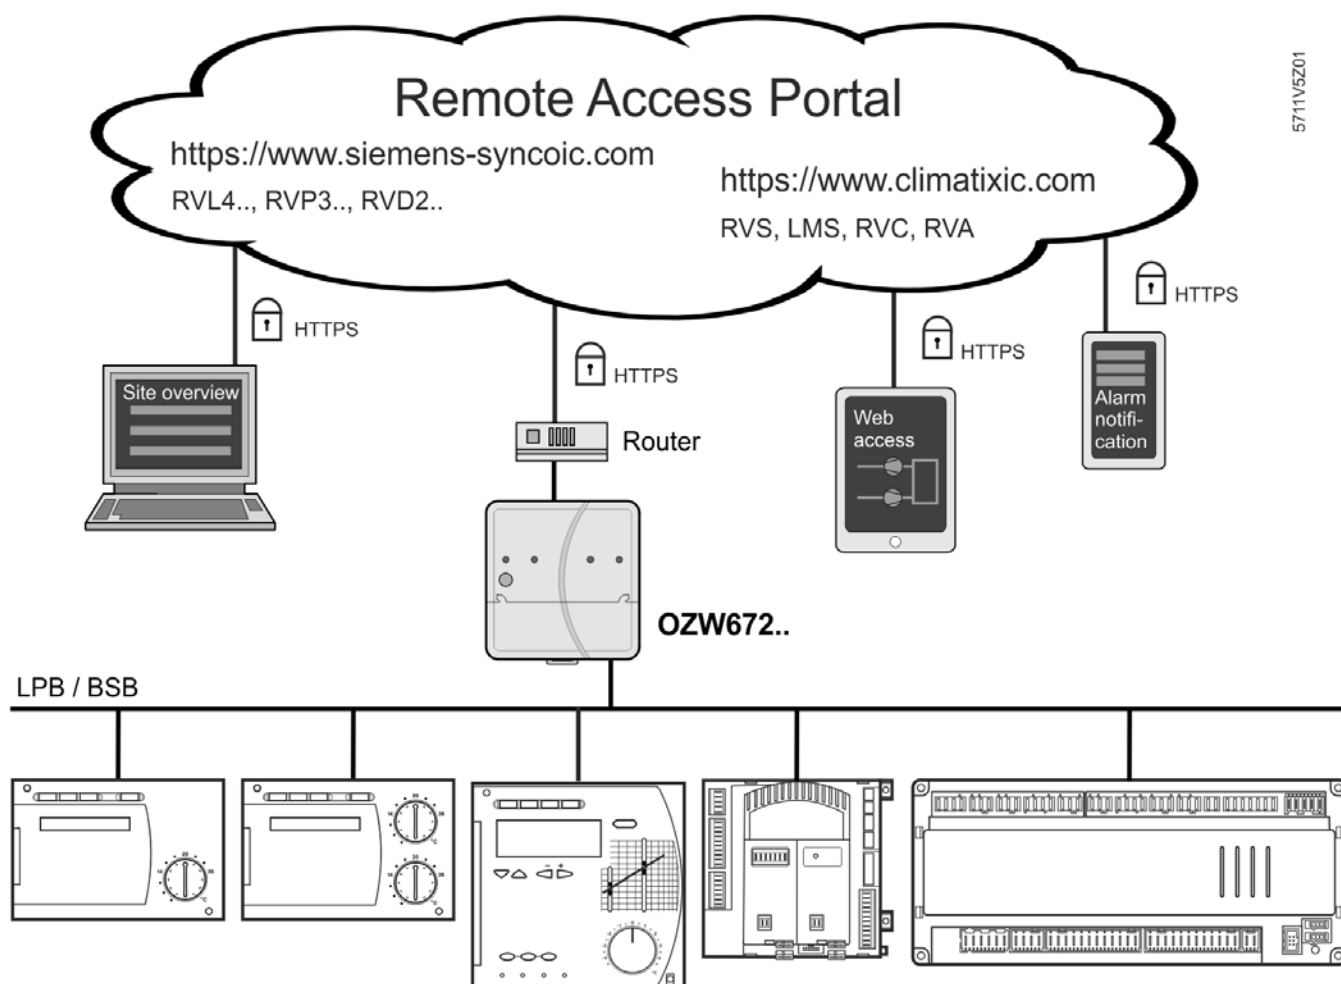 Remote Access Portal
https://www.siemens-syncoic.com
RVL4.., RVP3.., RVD2..
https://www.climatixic.com
RVS, LMS, RVC, RVA
5711V5Z01
HTTPS
HTTPS
HTTPS
HTTPS
Site overview
Router
Web
access
Alarm
notifi-
cation
OZW672..
LPB / BSB